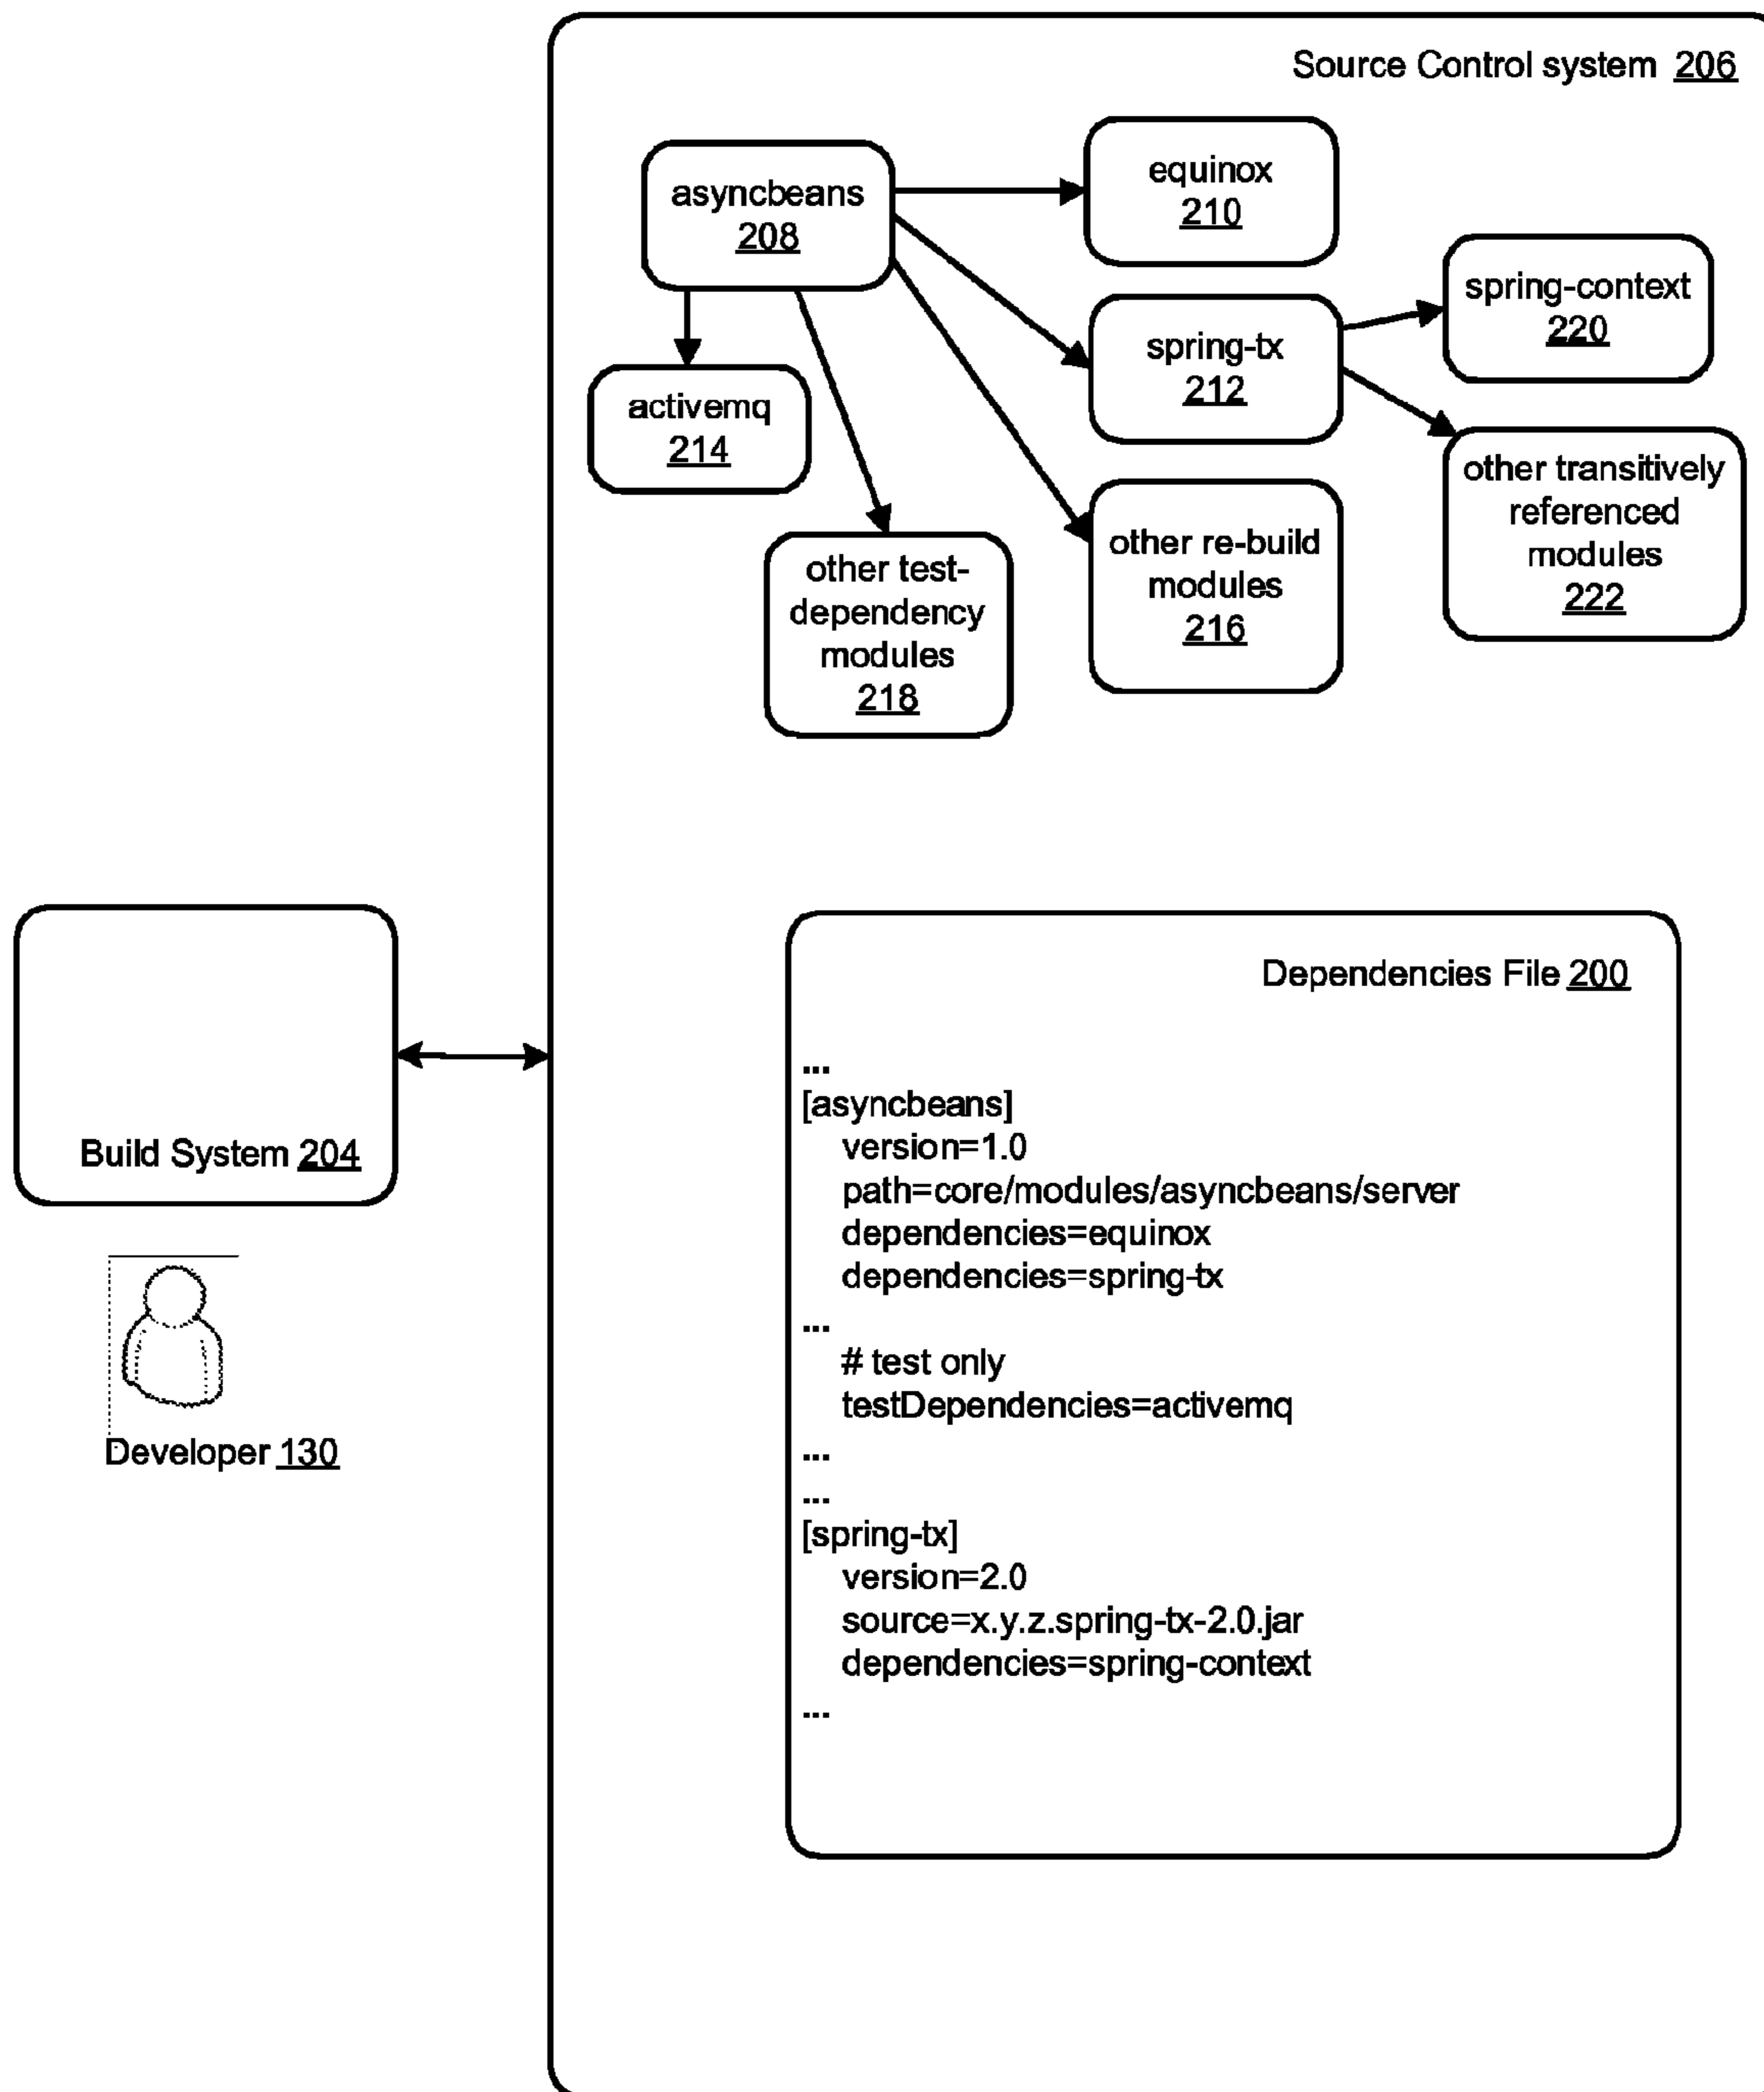 Source Control system 206
asyncbeans
208
equinox
210
spring-context
220
spring-tx
212
activemq
214
other transitively
referenced
modules
222
other re-build
modules
216
other test-
dependency
modules
218
Build System 204
Developer 130
Dependencies File 200
...
[asyncbeans]
version=1.0
path=core/modules/asyncbeans/server
dependencies=equinox
dependencies=spring-tx
...
# test only
testDependencies=activemq
...
...
[spring-tx]
version=2.0
source=x.y.z.spring-tx-2.0.jar
dependencies=spring-context
...